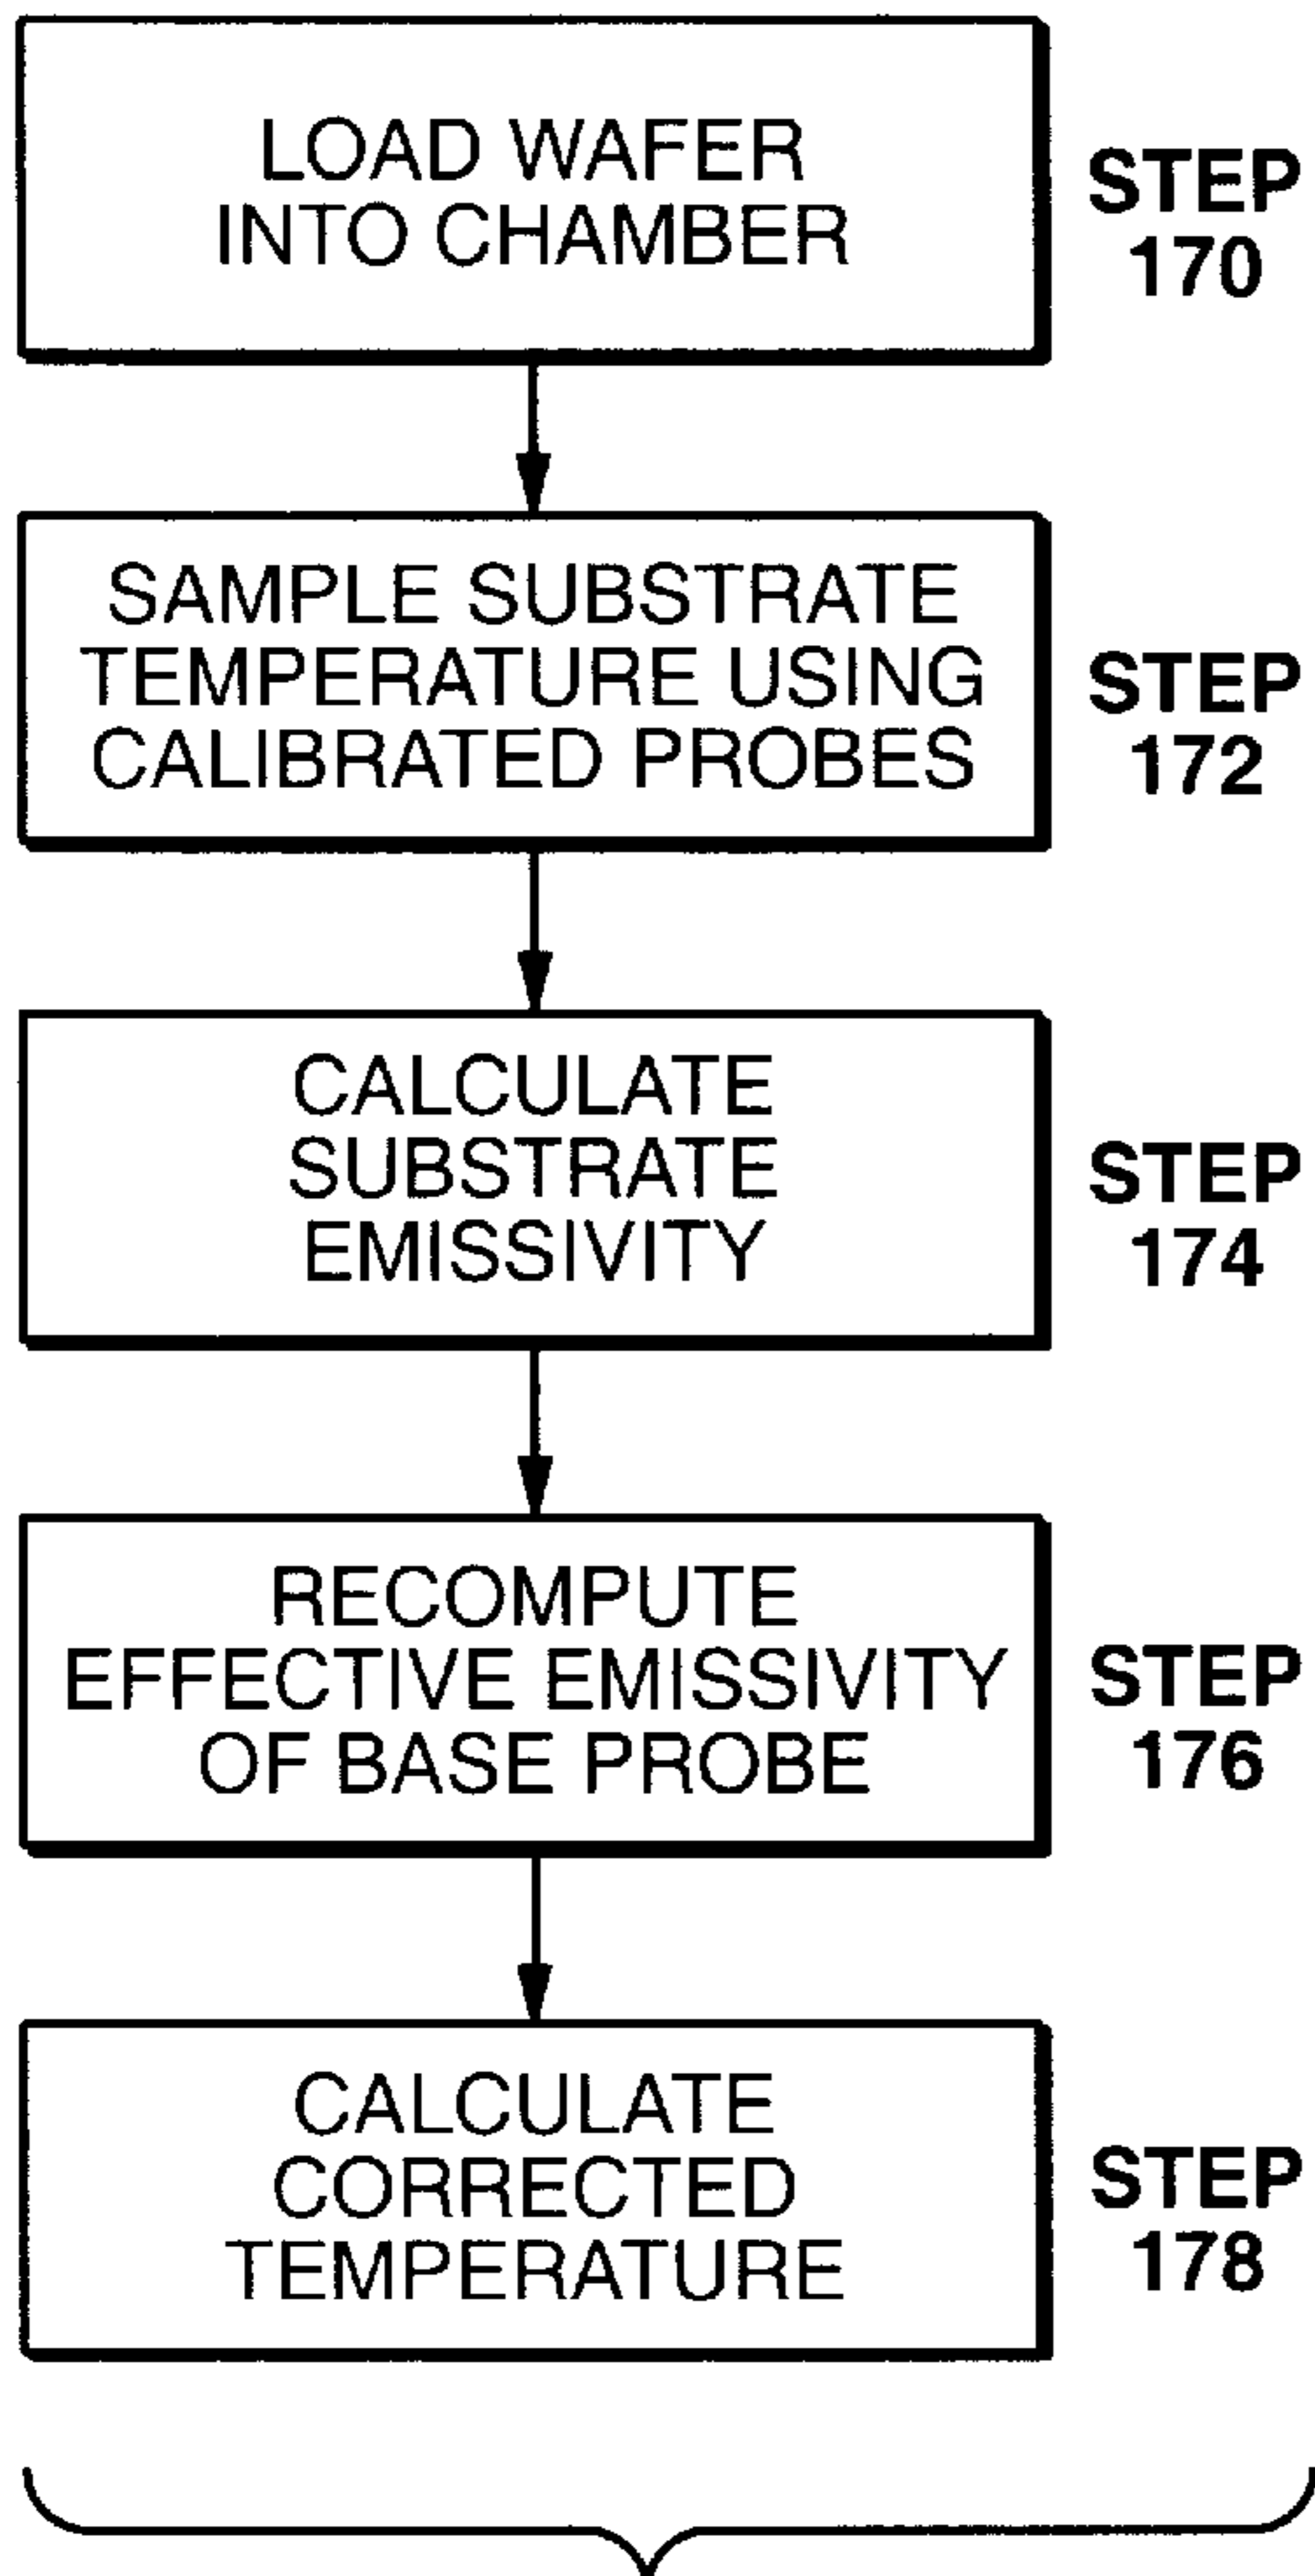 LOAD WAFER
INTO CHAMBER
STEP
170
SAMPLE SUBSTRATE
TEMPERATURE USING
CALIBRATED PROBES
STEP
172
CALCULATE
SUBSTRATE
EMISSIVITY
STEP
174
RECOMPUTE
EFFECTIVE EMISSIVITY
OF BASE PROBE
STEP
176
CALCULATE
CORRECTED
TEMPERATURE
STEP
178